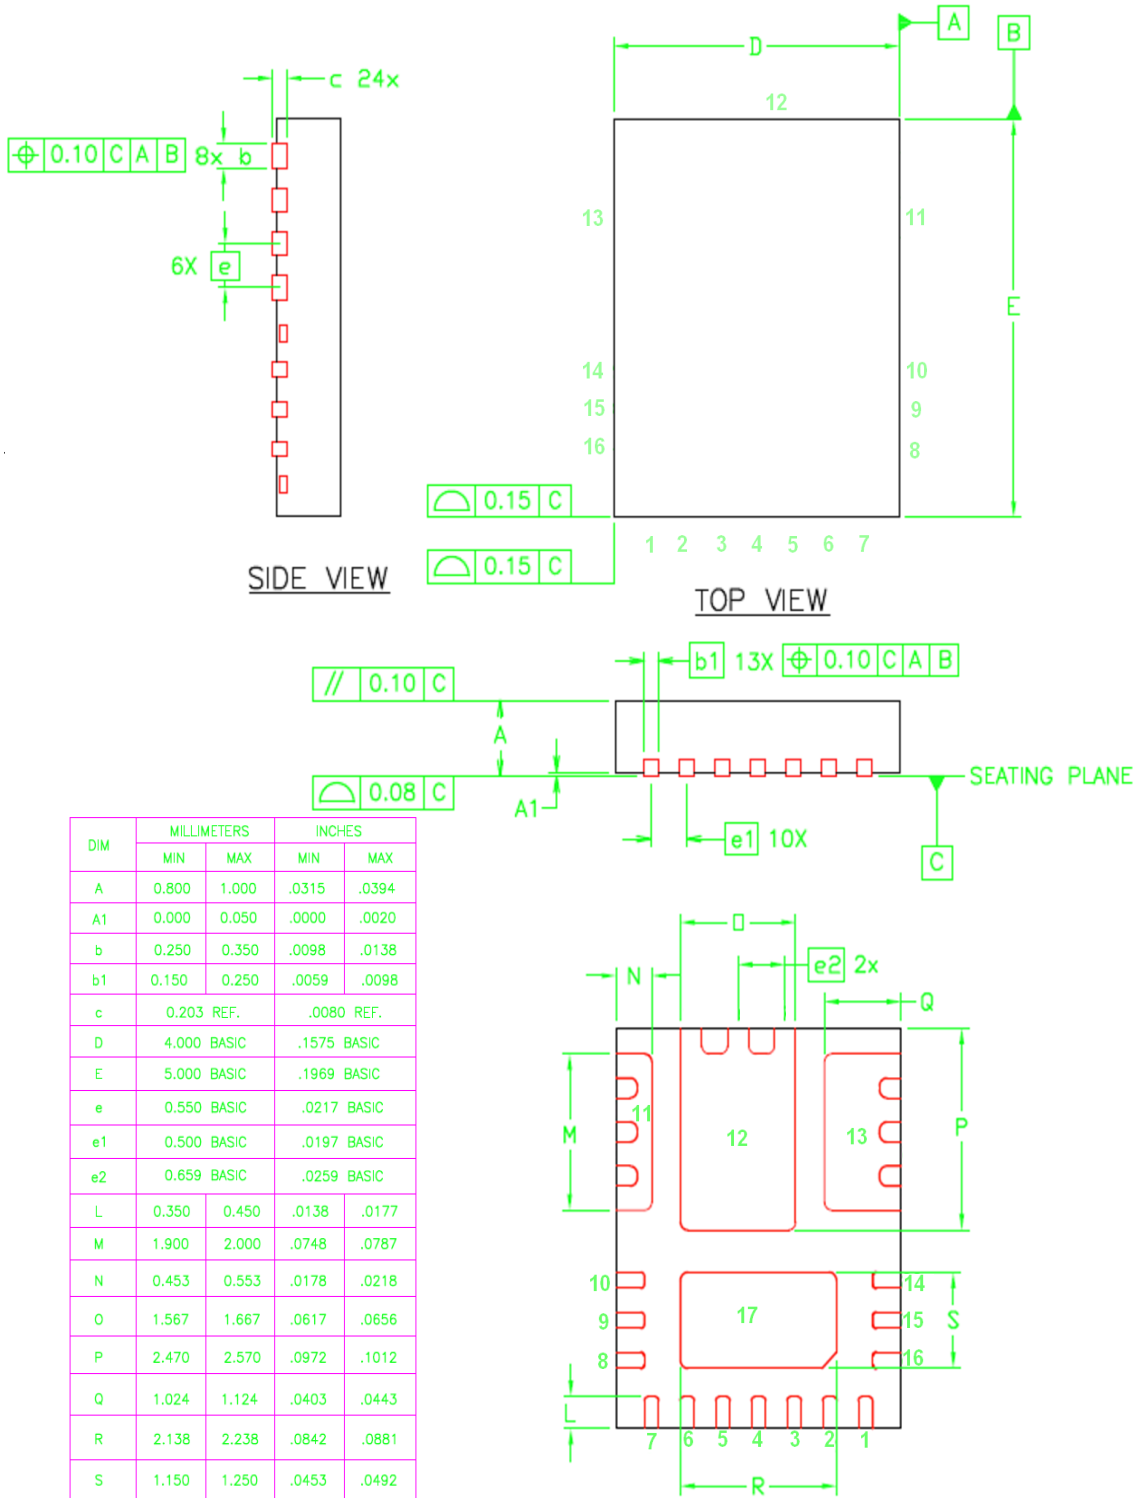 A
B
D
c 24x
12
0.10 C A B
8x b
13
11
6X e
E
14
10
15
9
16
8
0.15 C
1 2 3 4 5 6 7
0.15 C
SIDE VIEW
TOP VIEW
b1 13X 0.10 C A B
// 0.10 C
A
SEATING PLANE
0.08 C
A1
e1 10X
C
DIM MILLIMETERS INCHES
MIN MAX MIN MAX
A 0.800 1.000 .0315 .0394
A1 0.000 0.050 .0000 .0020
b 0.250 0.350 .0098 .0138
b1 0.150 0.250 .0059 .0098
c 0.203 REF. .0080 REF.
D 4.000 BASIC .1575 BASIC
E 5.000 BASIC .1969 BASIC
e 0.550 BASIC .0217 BASIC
e1 0.500 BASIC .0197 BASIC
e2 0.659 BASIC .0259 BASIC
L 0.350 0.450 .0138 .0177
M 1.900 2.000 .0748 .0787
N 0.453 0.553 .0178 .0218
O 1.567 1.667 .0617 .0656
P 2.470 2.570 .0972 .1012
Q 1.024 1.124 .0403 .0443
R 2.138 2.238 .0842 .0881
S 1.150 1.250 .0453 .0492
O
N
e2 2x
Q
11
M
12
13
P
10
14
17
9
15
S
8
16
L
7 6 5 4 3 2 1
R